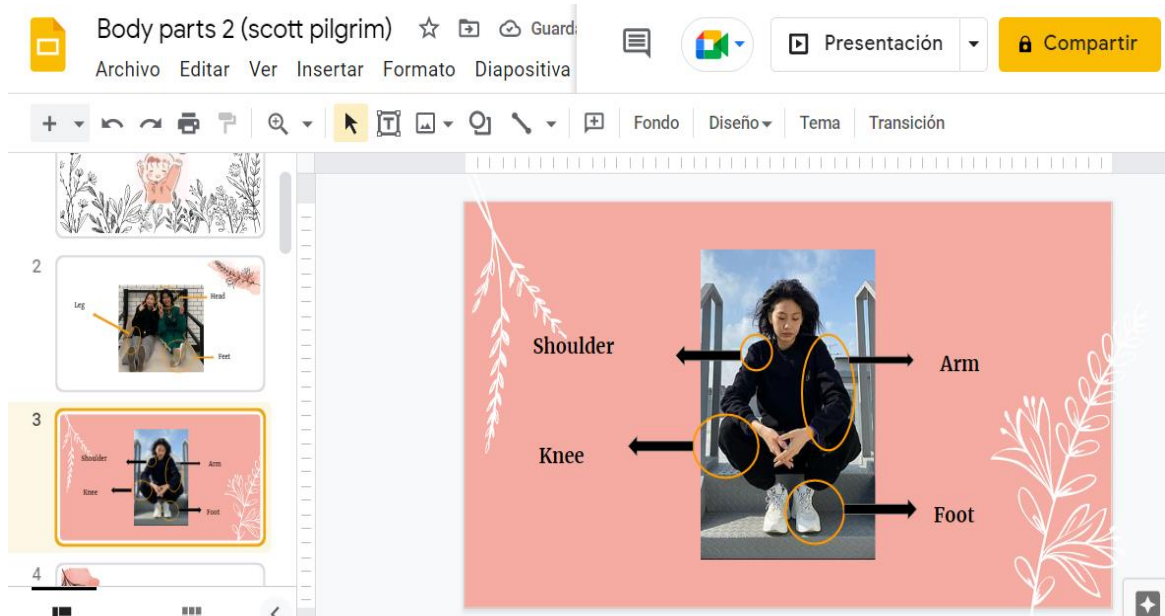 Body parts 2 (scott pilgrim)
Guard
Presentación
Compartir
Archivo Editar Ver Insertar Formato Diapositiva
Fondo Diseño Tema Transición
2
Leg
Head
Feet
3
Shoulder
Arm
Knee
Foot
4
Shoulder
Arm
Knee
Foot